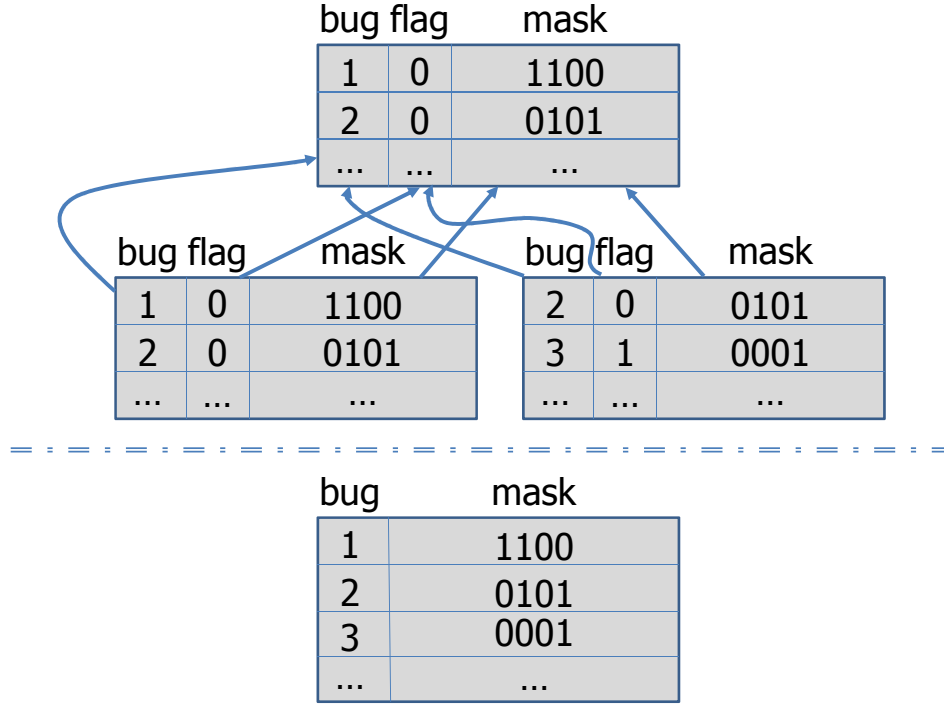 bug flag mask
1 0 1100
2 0 0101
... ... ...
bug flag mask
1 0 1100
2 0 0101
... ... ...
bug flag mask
2 0 0101
3 1 0001
... ... ...
bug mask
1 1100
2 0101
3 0001
... ...